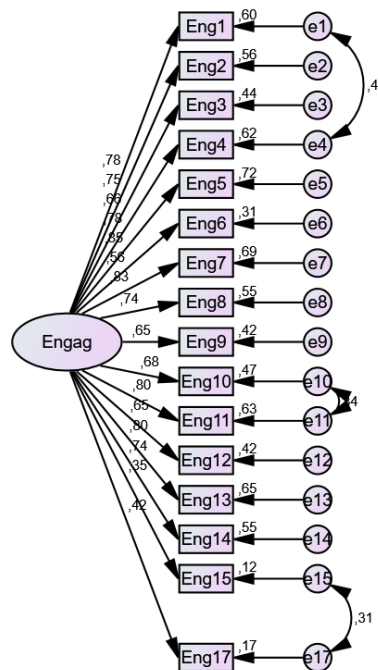 Eng1 ,60 e1
Eng2 ,56 e2
Eng3 ,44 e3
Eng4 ,62 e4
,4
Eng5 ,72 e5
Eng6 ,31 e6
Eng7 ,69 e7
Eng8 ,55 e8
Eng9 ,42 e9
Eng10 ,47 e10
Eng11 ,63 e11
Eng12 ,42 e12
Eng13 ,65 e13
Eng14 ,55 e14
Eng15 ,12 e15
,31
Eng17 ,17 e17
Engag
,78
,75
,66
,78
,85
,56
,83
,74
,65
,68
,80
,65
,80
,74
,35
,42